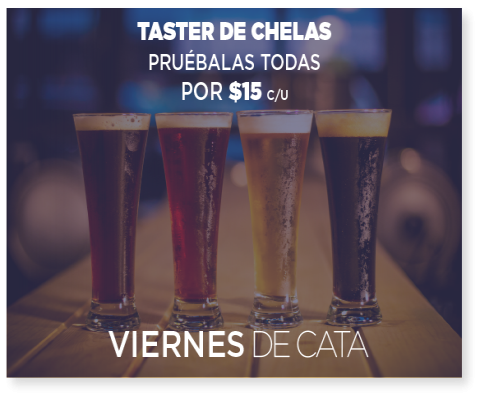 TASTER DE CHELAS
PRUÉBALAS TODAS
POR $15 C/U
VIERNES DE CATA